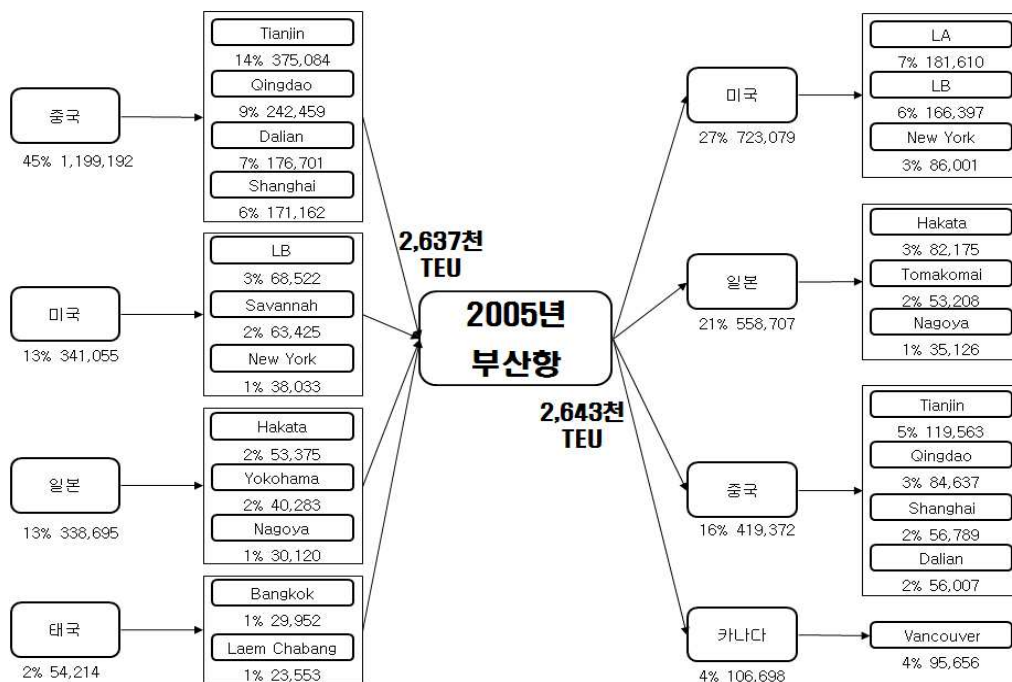 중국
45% 1,199,192
Tianjin
14% 375,084
Qingdao
9% 242,459
Dalian
7% 176,701
Shanghai
6% 171,162
미국
13% 341,055
LB
3% 68,522
Savannah
2% 63,425
New York
1% 38,033
일본
13% 338,695
Hakata
2% 53,375
Yokohama
2% 40,283
Nagoya
1% 30,120
태국
2% 54,214
Bangkok
1% 29,952
Laem Chabang
1% 23,553
2,637천
TEU
2005년
부산항
2,643천
TEU
미국
27% 723,079
LA
7% 181,610
LB
6% 166,397
New York
3% 86,001
일본
21% 558,707
Hakata
3% 82,175
Tomakomai
2% 53,208
Nagoya
1% 35,126
중국
16% 419,372
Tianjin
5% 119,563
Qingdao
3% 84,637
Shanghai
2% 56,789
Dalian
2% 56,007
카나다
4% 106,698
Vancouver
4% 95,656